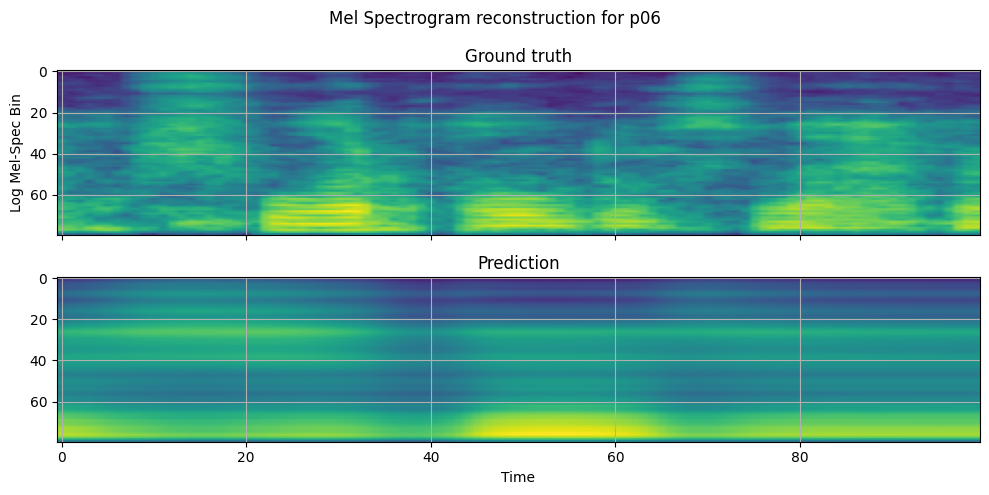 Mel Spectrogram reconstruction for p06
Ground truth
0
20
40
60
Log Mel-Spec Bin
Prediction
0
20
40
60
0 20 40 60 80
Time